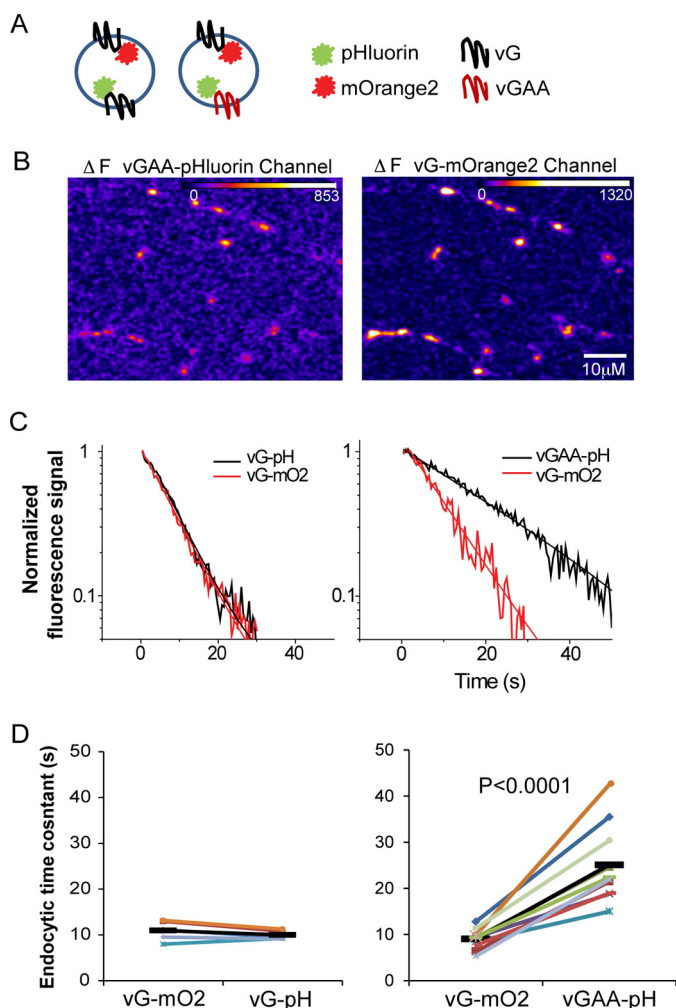 A
pHluorin
vG
mOrange2
vGAA
B
Δ F vGAA-pHluorin Channel
0
853
Δ F vG-mOrange2 Channel
0
1320
10μM
C
Normalized
fluorescence signal
1
0.1
vG-pH
vG-mO2
0
20
40
1
0.1
vGAA-pH
vG-mO2
0
20
40
Time (s)
D
Endocytic time cosntant (s)
50
40
30
20
10
0
vG-mO2
vG-pH
50
40
30
20
10
0
P<0.0001
vG-mO2
vGAA-pH